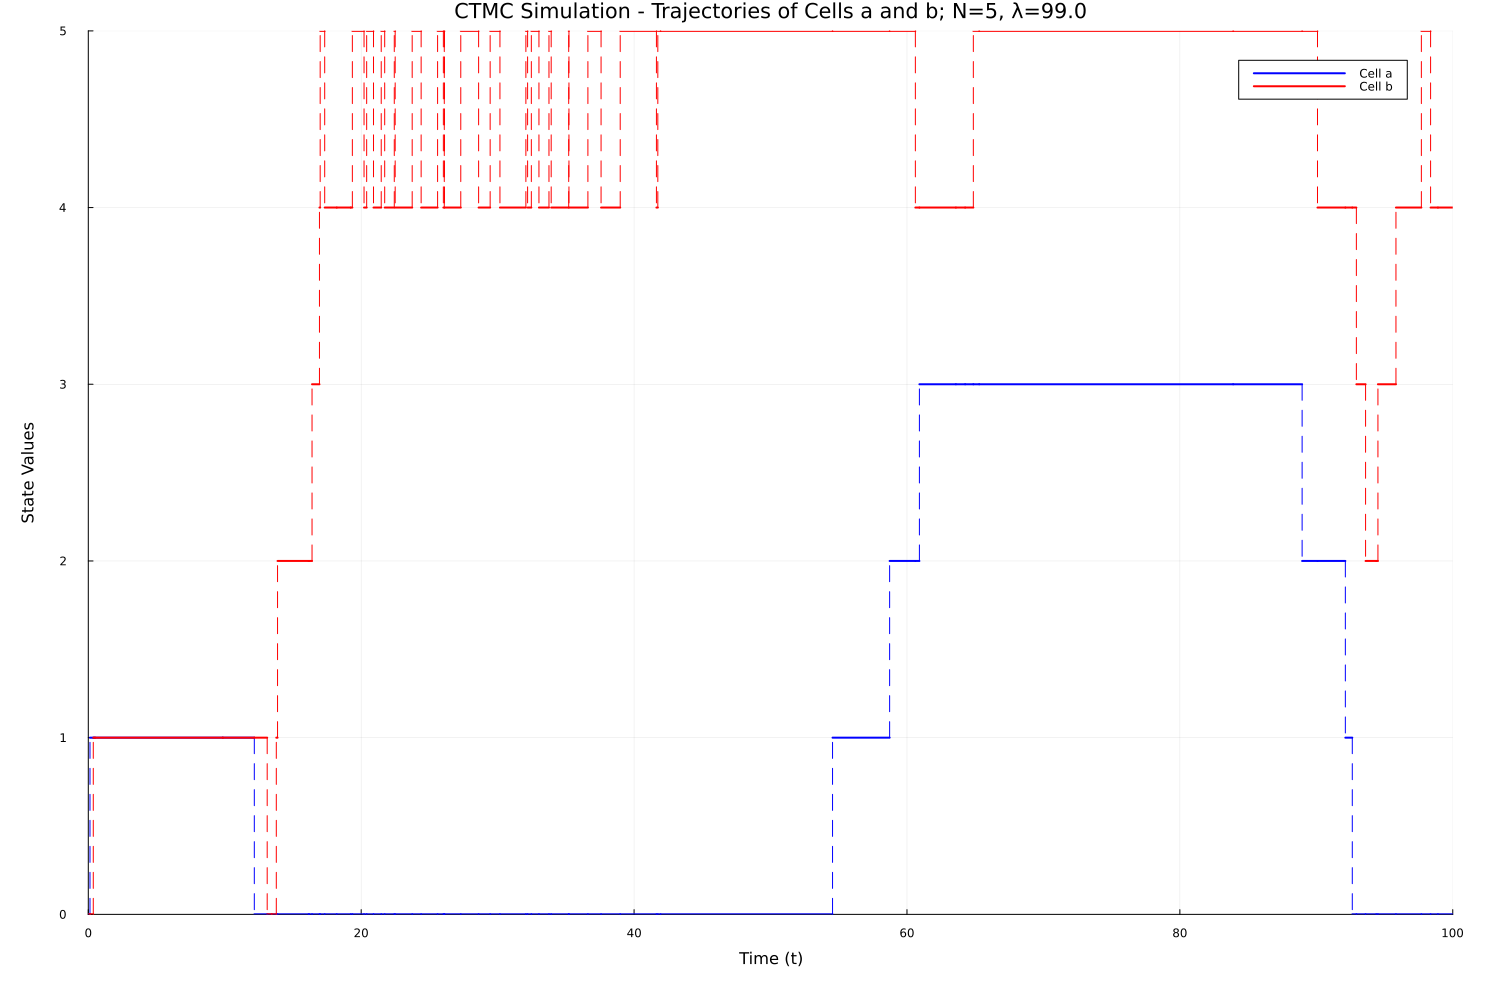 CTMC Simulation - Trajectories of Cells a and b; N=5, λ=99.0
Cell a
Cell b
State Values
5
4
3
2
1
0
0 20 40 60 80 100
Time (t)